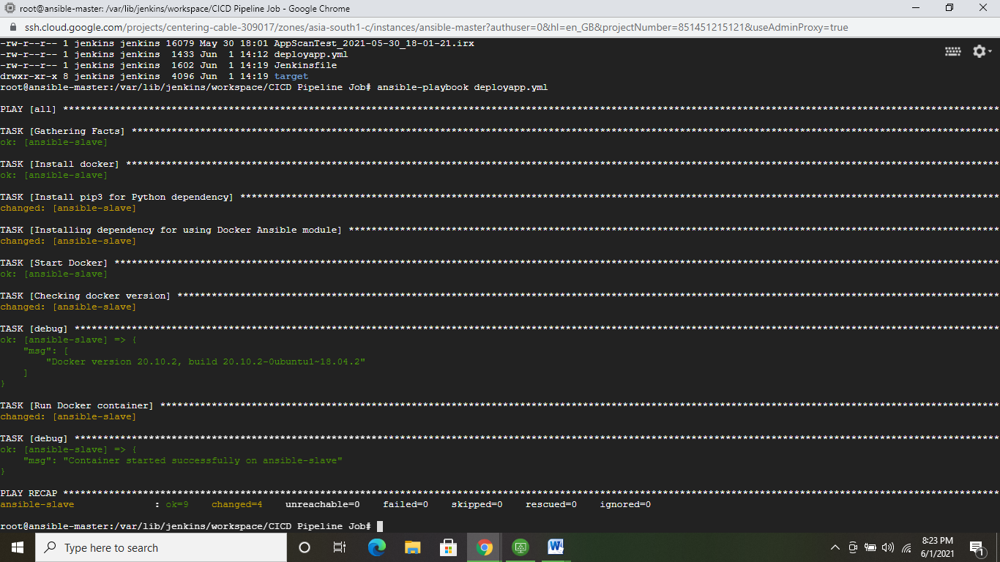 root@ansible-master: /var/lib/jenkins/workspace/CICD Pipeline Job - Google Chrome
ssh.cloud.google.com/projects/centering-cable-309017/zones/asia-south1-c/instances/ansible-master?authuser=0&hl=en_GB&projectNumber=851451215121&useAdminProxy=true
-rw-r--r-- 1 jenkins jenkins 16079 May 30 18:01 AppScanTest_2021-05-30_18-01-21.irx
-rw-r--r-- 1 jenkins jenkins  1433 Jun  1 14:12 deployapp.yml
-rw-r--r-- 1 jenkins jenkins  1602 Jun  1 14:19 Jenkinsfile
drwxr-xr-x 8 jenkins jenkins  4096 Jun  1 14:19 target
root@ansible-master:/var/lib/jenkins/workspace/CICD Pipeline Job# ansible-playbook deployapp.yml
PLAY [all] ****************************************************************************************************************************************************************
TASK [Gathering Facts] ****************************************************************************************************************************************************
ok: [ansible-slave]
TASK [Install docker] *****************************************************************************************************************************************************
ok: [ansible-slave]
TASK [Install pip3 for Python dependency] *********************************************************************************************************************************
changed: [ansible-slave]
TASK [Installing dependency for using Docker Ansible module] **************************************************************************************************************
changed: [ansible-slave]
TASK [Start Docker] *******************************************************************************************************************************************************
ok: [ansible-slave]
TASK [Checking docker version] ********************************************************************************************************************************************
changed: [ansible-slave]
TASK [debug] **************************************************************************************************************************************************************
ok: [ansible-slave] => {
    "msg": [
        "Docker version 20.10.2, build 20.10.2-0ubuntu1~18.04.2"
    ]
}
TASK [Run Docker container] ***********************************************************************************************************************************************
changed: [ansible-slave]
TASK [debug] **************************************************************************************************************************************************************
ok: [ansible-slave] => {
    "msg": "Container started successfully on ansible-slave"
}
PLAY RECAP ****************************************************************************************************************************************************************
ansible-slave              : ok=9    changed=4    unreachable=0    failed=0    skipped=0    rescued=0    ignored=0
root@ansible-master:/var/lib/jenkins/workspace/CICD Pipeline Job#
Type here to search
8:23 PM
6/1/2021
1